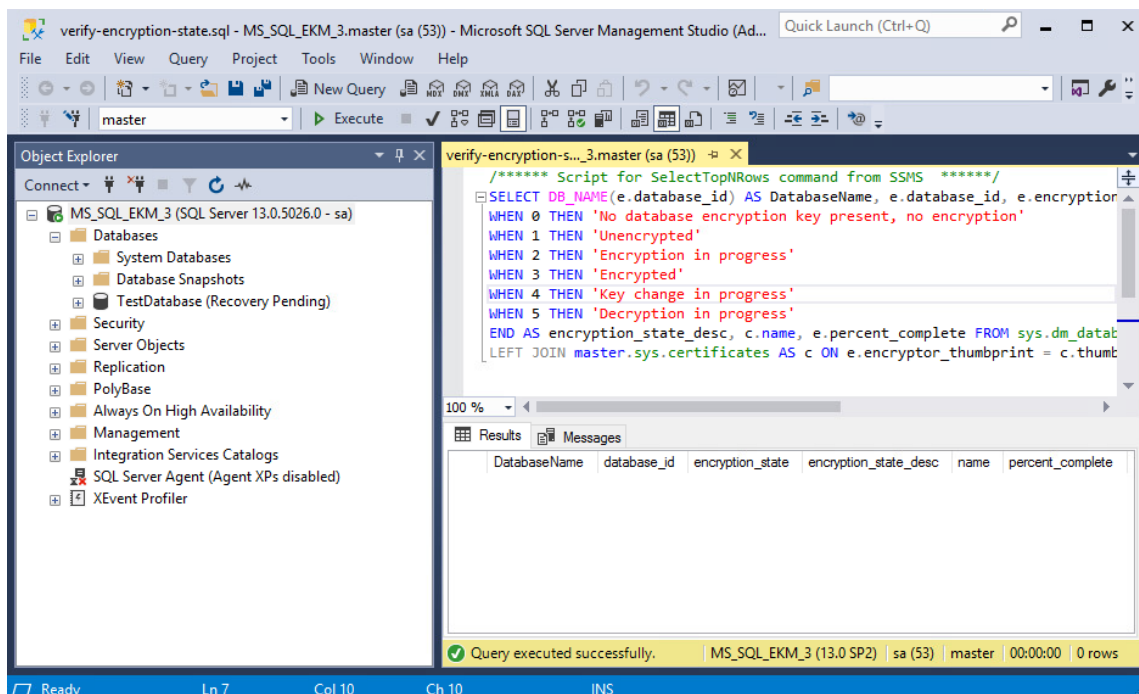 verify-encryption-state.sql - MS_SQL_EKM_3.master (sa (53)) - Microsoft SQL Server Management Studio (Ad...
Quick Launch (Ctrl+Q)
File Edit View Query Project Tools Window Help
New Query MDX DMX XMLA DAX
master Execute
Object Explorer
Connect
MS_SQL_EKM_3 (SQL Server 13.0.5026.0 - sa)
Databases
System Databases
Database Snapshots
TestDatabase (Recovery Pending)
Security
Server Objects
Replication
PolyBase
Always On High Availability
Management
Integration Services Catalogs
SQL Server Agent (Agent XPs disabled)
XEvent Profiler
verify-encryption-s..._3.master (sa (53))
/****** Script for SelectTopNRows command from SSMS ******/
SELECT DB_NAME(e.database_id) AS DatabaseName, e.database_id, e.encryption
WHEN 0 THEN 'No database encryption key present, no encryption'
WHEN 1 THEN 'Unencrypted'
WHEN 2 THEN 'Encryption in progress'
WHEN 3 THEN 'Encrypted'
WHEN 4 THEN 'Key change in progress'
WHEN 5 THEN 'Decryption in progress'
END AS encryption_state_desc, c.name, e.percent_complete FROM sys.dm_datab
LEFT JOIN master.sys.certificates AS c ON e.encryptor_thumbprint = c.thumb
100 %
Results Messages
DatabaseName database_id encryption_state encryption_state_desc name percent_complete
Query executed successfully. MS_SQL_EKM_3 (13.0 SP2) sa (53) master 00:00:00 0 rows
Ready Ln 7 Col 10 Ch 10 INS